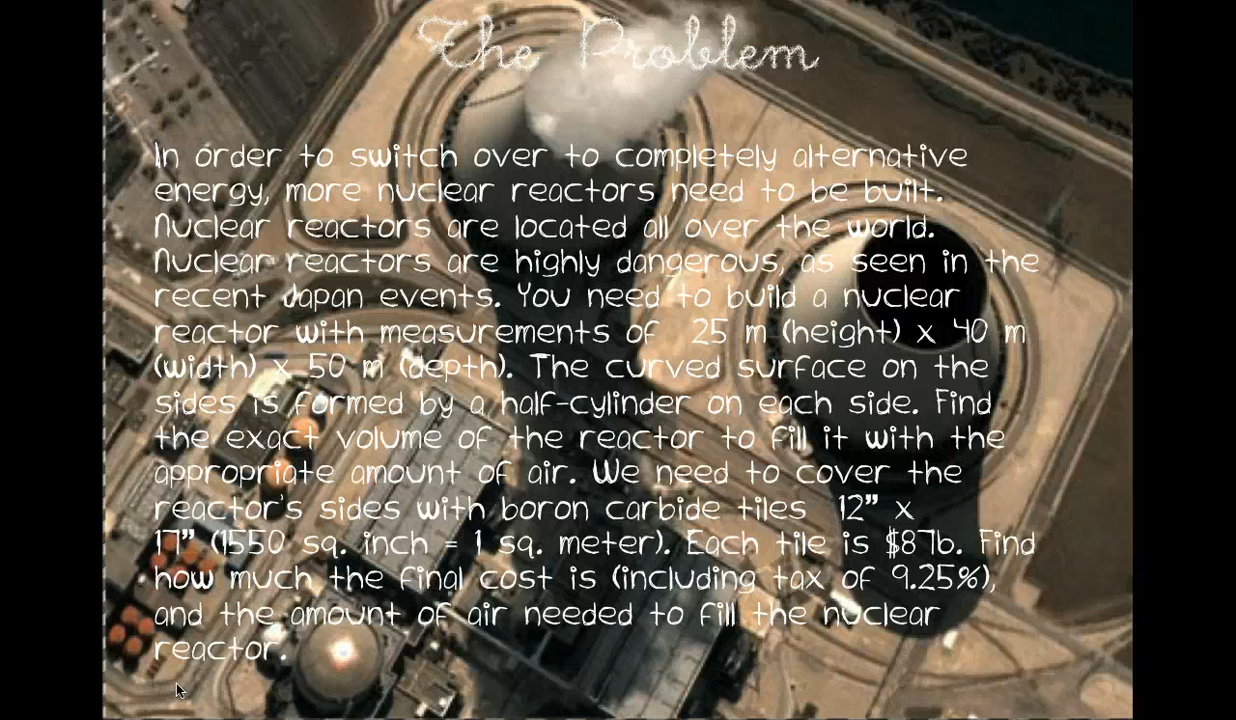 The Problem
In order to switch over to completely alternative
energy, more nuclear reactors need to be built.
Nuclear reactors are located all over the world.
Nuclear reactors are highly dangerous, as seen in the
recent Japan events. You need to build a nuclear
reactor with measurements of 25 m (height) x 40 m
(width) x 50 m (depth). The curved surface on the
sides is formed by a half-cylinder on each side. Find
the exact volume of the reactor to fill it with the
appropriate amount of air. We need to cover the
reactor's sides with boron carbide tiles 12" x
17" (1550 sq. inch = 1 sq. meter). Each tile is $876. Find
how much the final cost is (including tax of 9.25%),
and the amount of air needed to fill the nuclear
reactor.